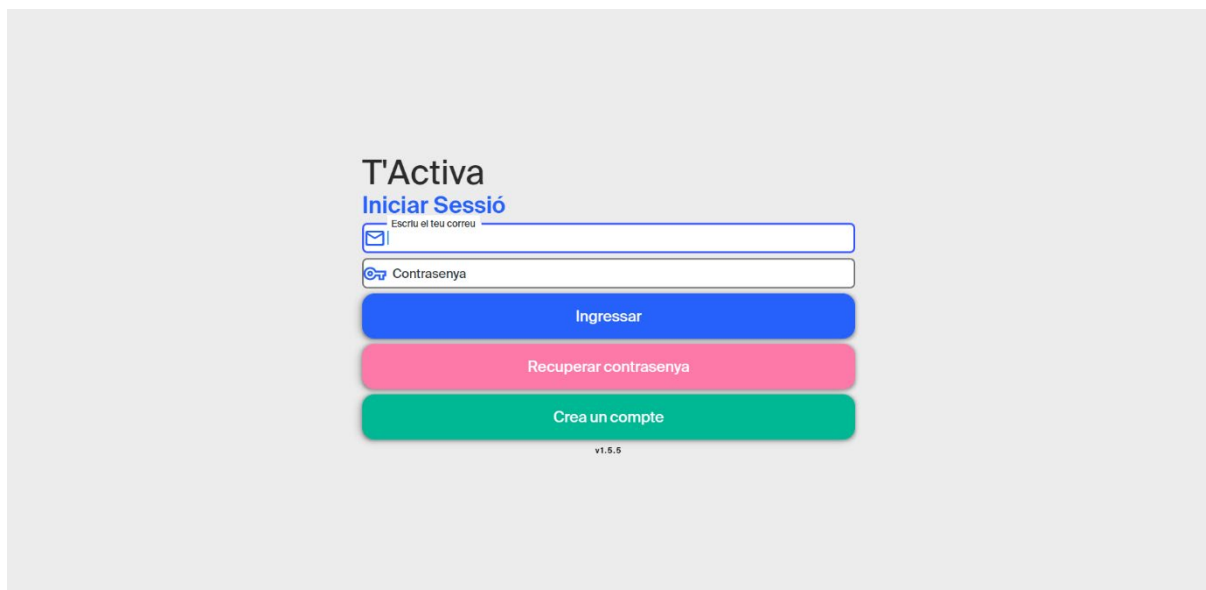 T'Activa
Iniciar Sessió
Escriu el teu correu
Contrasenya
Ingressar
Recuperar contrasenya
Crea un compte
v1.5.5